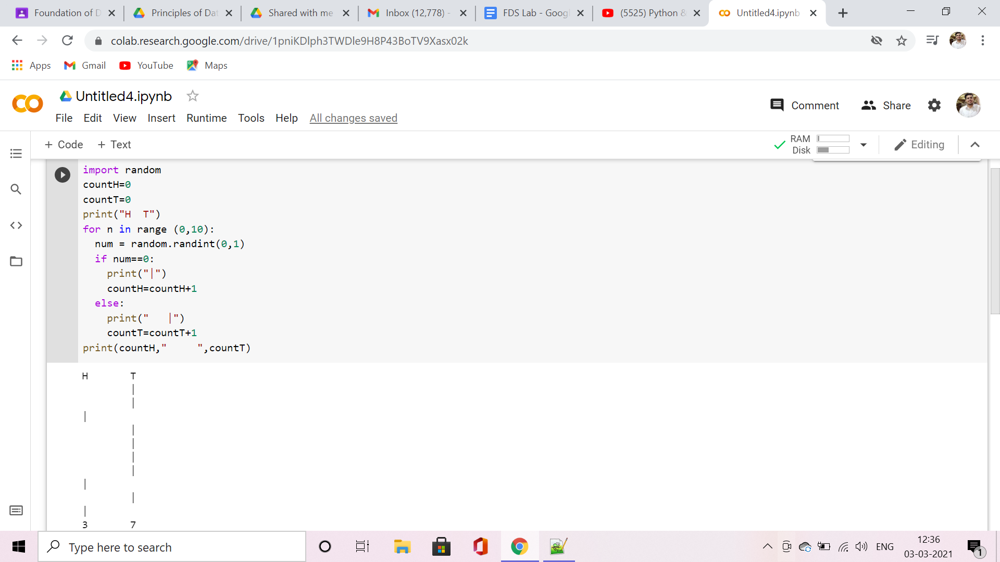 Foundation of D
Principles of Dat
Shared with me
Inbox (12,778) -
FDS Lab - Googl
(5525) Python &
Untitled4.ipynb
colab.research.google.com/drive/1pniKDlph3TWDle9H8P43BoTV9Xasx02k
Apps
Gmail
YouTube
Maps
CO Untitled4.ipynb
Comment
Share
File Edit View Insert Runtime Tools Help All changes saved
+ Code + Text
RAM
Disk
Editing
import random
countH=0
countT=0
print("H  T")
for n in range (0,10):
  num = random.randint(0,1)
  if num==0:
    print("|")
    countH=countH+1
  else:
    print("   |")
    countT=countT+1
print(countH,"     ",countT)
H       T
        |
        |
|
        |
        |
        |
        |
|
        |
|
3       7
Type here to search
ENG
12:36
03-03-2021
1